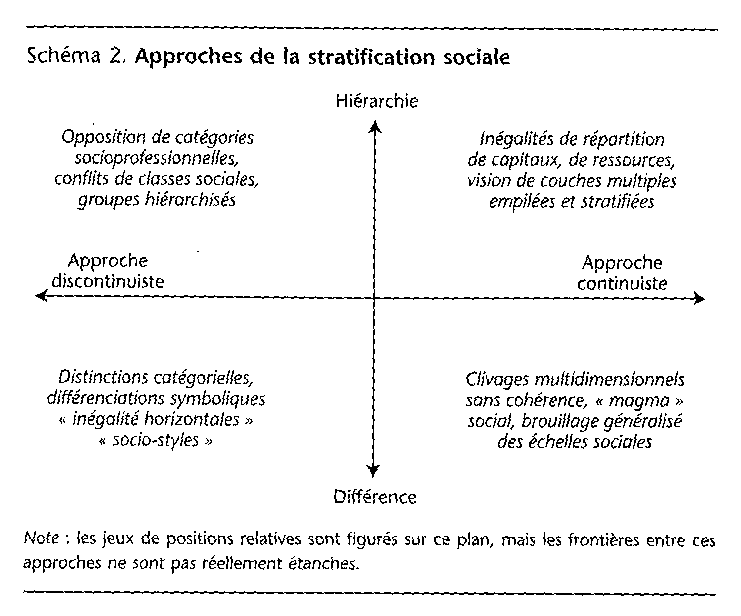 Schéma 2. Approches de la stratification sociale
Hiérarchie
Opposition de catégories
socioprofessionnelles,
conflits de classes sociales,
groupes hiérarchisés
Inégalités de répartition
de capitaux, de ressources,
vision de couches multiples
empilées et stratifiées
Approche
discontinuiste
Approche
continuiste
Distinctions catégorielles,
différenciations symboliques
« inégalité horizontales »
« socio-styles »
Clivages multidimensionnels
sans cohérence, « magma »
social, brouillage généralisé
des échelles sociales
Différence
Note : les jeux de positions relatives sont figurés sur ce plan, mais les frontières entre ces
approches ne sont pas réellement étanches.